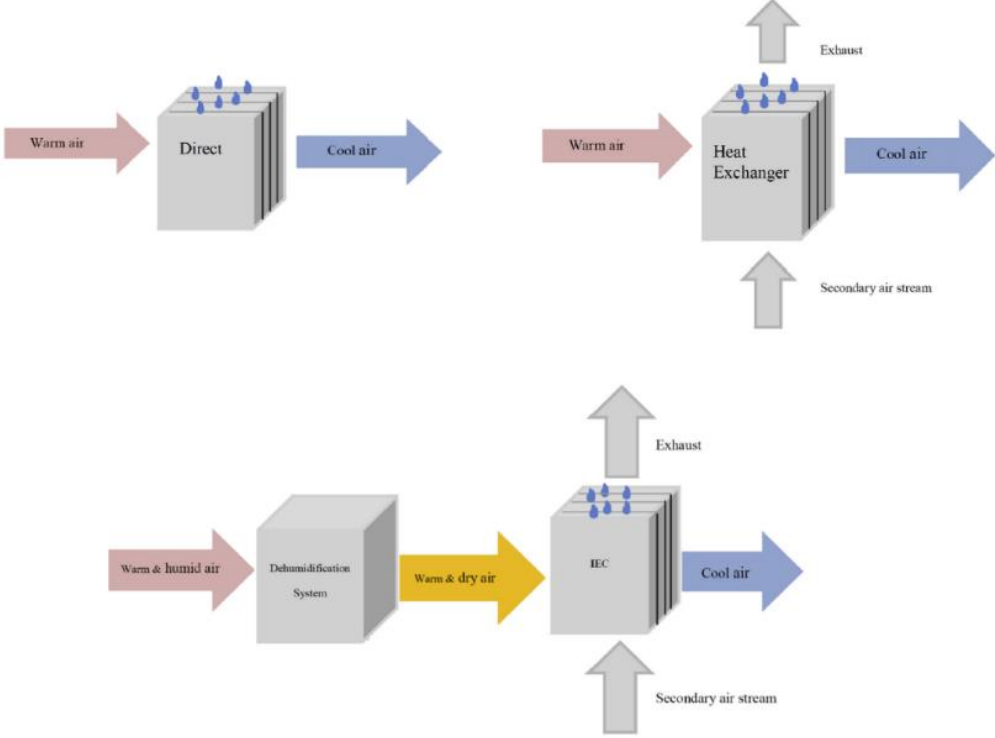 Exhaust
Warm air
Direct
Cool air
Warm air
Heat
Exchanger
Cool air
Secondary air stream
Exhaust
Warm & humid air
Dehumidification
System
Warm & dry air
IEC
Cool air
Secondary air stream